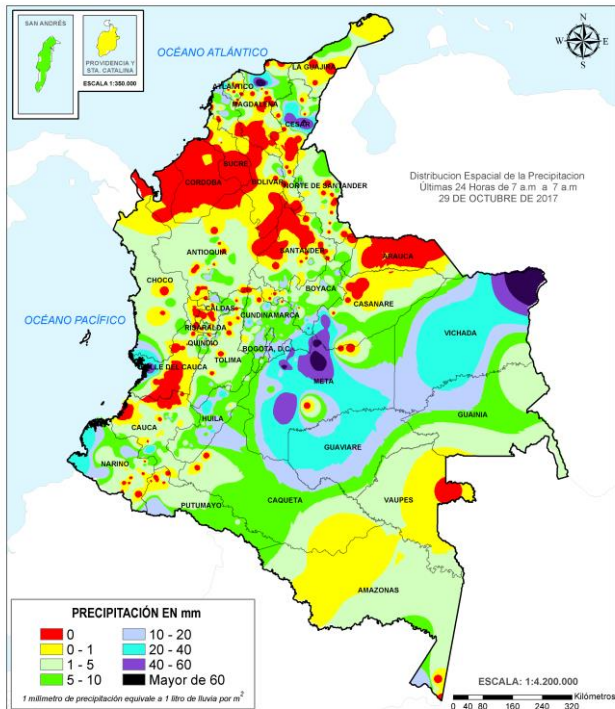 SAN ANDRÉS
PROVIDENCIA Y
STA. CATALINA
ESCALA 1:350.000
OCÉANO ATLÁNTICO
N
W
E
S
LA GUAJIRA
ATLÁNTICO
MAGDALENA
CESAR
SUCRE
CORDOBA
BOLIVAR
NORTE DE SANTANDER
Distribucion Espacial de la Precipitacion
Últimas 24 Horas de 7 a.m a 7 a.m
29 DE OCTUBRE DE 2017
ANTIOQUIA
SANTANDER
ARAUCA
CHOCO
BOYACA
CASANARE
OCÉANO PACÍFICO
CALDAS
CUNDINAMARCA
RISARALDA
VICHADA
QUINDIO
BOGOTA, D.C.
TOLIMA
VALLE DEL CAUCA
META
GUAINIA
HUILA
CAUCA
GUAVIARE
NARINO
CAQUETA
VAUPES
PUTUMAYO
AMAZONAS
PRECIPITACIÓN EN mm
0
10 - 20
0 - 1
20 - 40
1 - 5
40 - 60
5 - 10
Mayor de 60
1 milimetro de precipitación equivale a 1 litro de lluvia por m2
ESCALA: 1:4.200.000
Kilómetros
0 40 80 160 240 320